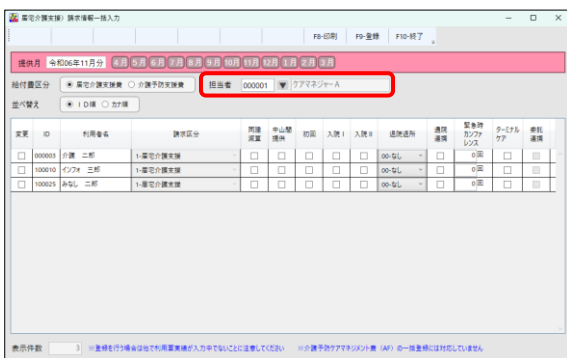 居宅介護支援）請求情報一括入力
F8-印刷 F9-登録 F10-終了
提供月 令和06年11月分 4月 5月 6月 7月 8月 9月 10月 11月 12月 1月 2月 3月
給付費区分 居宅介護支援費 介護予防支援費 担当者 000001 ケアマネジャーA
並べ替え ＩＤ順 カナ順
変更 ID 利用者名 請求区分 同建減算 中山間提供 初回 入院Ⅰ 入院Ⅱ 退院退所 通院連携 緊急時カンファレンス ターミナルケア 委託連携
000003 介護 二郎 1-居宅介護支援 00-なし 0回
100010 インフォ 三郎 1-居宅介護支援 00-なし 0回
100025 みなし 二郎 1-居宅介護支援 00-なし 0回
表示件数 3 ※登録を行う場合は他で利用票実績が入力中でないことに注意してください ※介護予防ケアマネジメント費（AF）の一括登録には対応していません